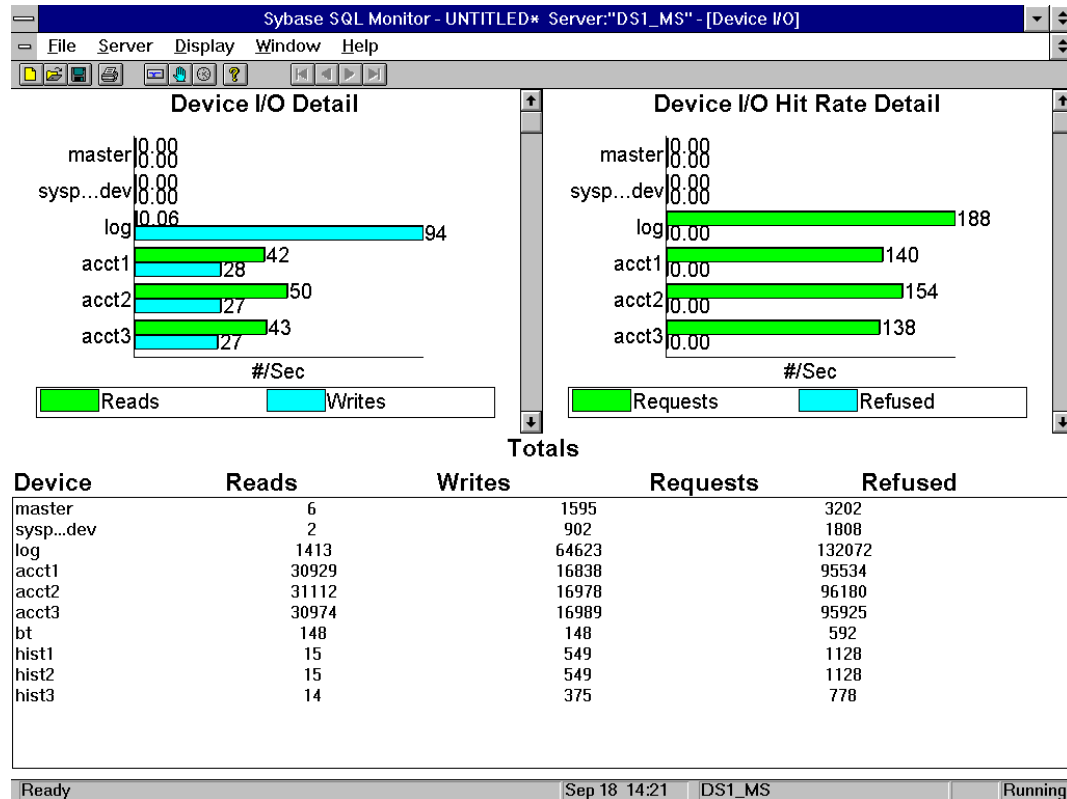 Sybase SQL Monitor - UNTITLED* Server:"DS1_MS" - [Device I/O]
File Server Display Window Help
Device I/O Detail
master 0.00
0.00
sysp...dev 0.00
0.00
log 0.06
94
acct1 42
28
acct2 50
27
acct3 43
27
#/Sec
Reads Writes
Device I/O Hit Rate Detail
master 0.00
0.00
sysp...dev 0.00
0.00
log 188
0.00
acct1 140
0.00
acct2 154
0.00
acct3 138
0.00
#/Sec
Requests Refused
Totals
Device Reads Writes Requests Refused
master 6 1595 3202
sysp...dev 2 902 1808
log 1413 64623 132072
acct1 30929 16838 95534
acct2 31112 16978 96180
acct3 30974 16989 95925
bt 148 148 592
hist1 15 549 1128
hist2 15 549 1128
hist3 14 375 778
Ready Sep 18 14:21 DS1_MS Running